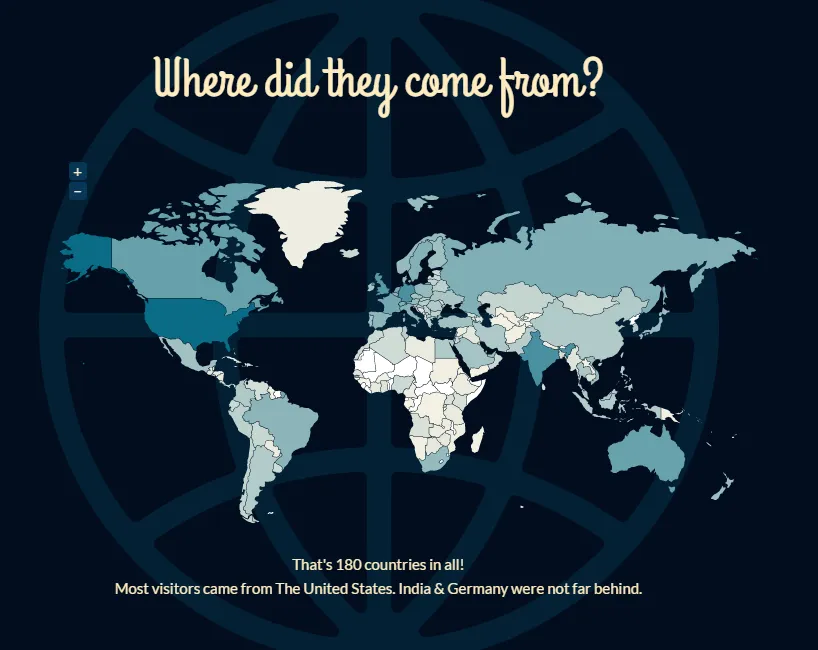 Where did they come from?
+
−
That's 180 countries in all!
Most visitors came from The United States. India & Germany were not far behind.